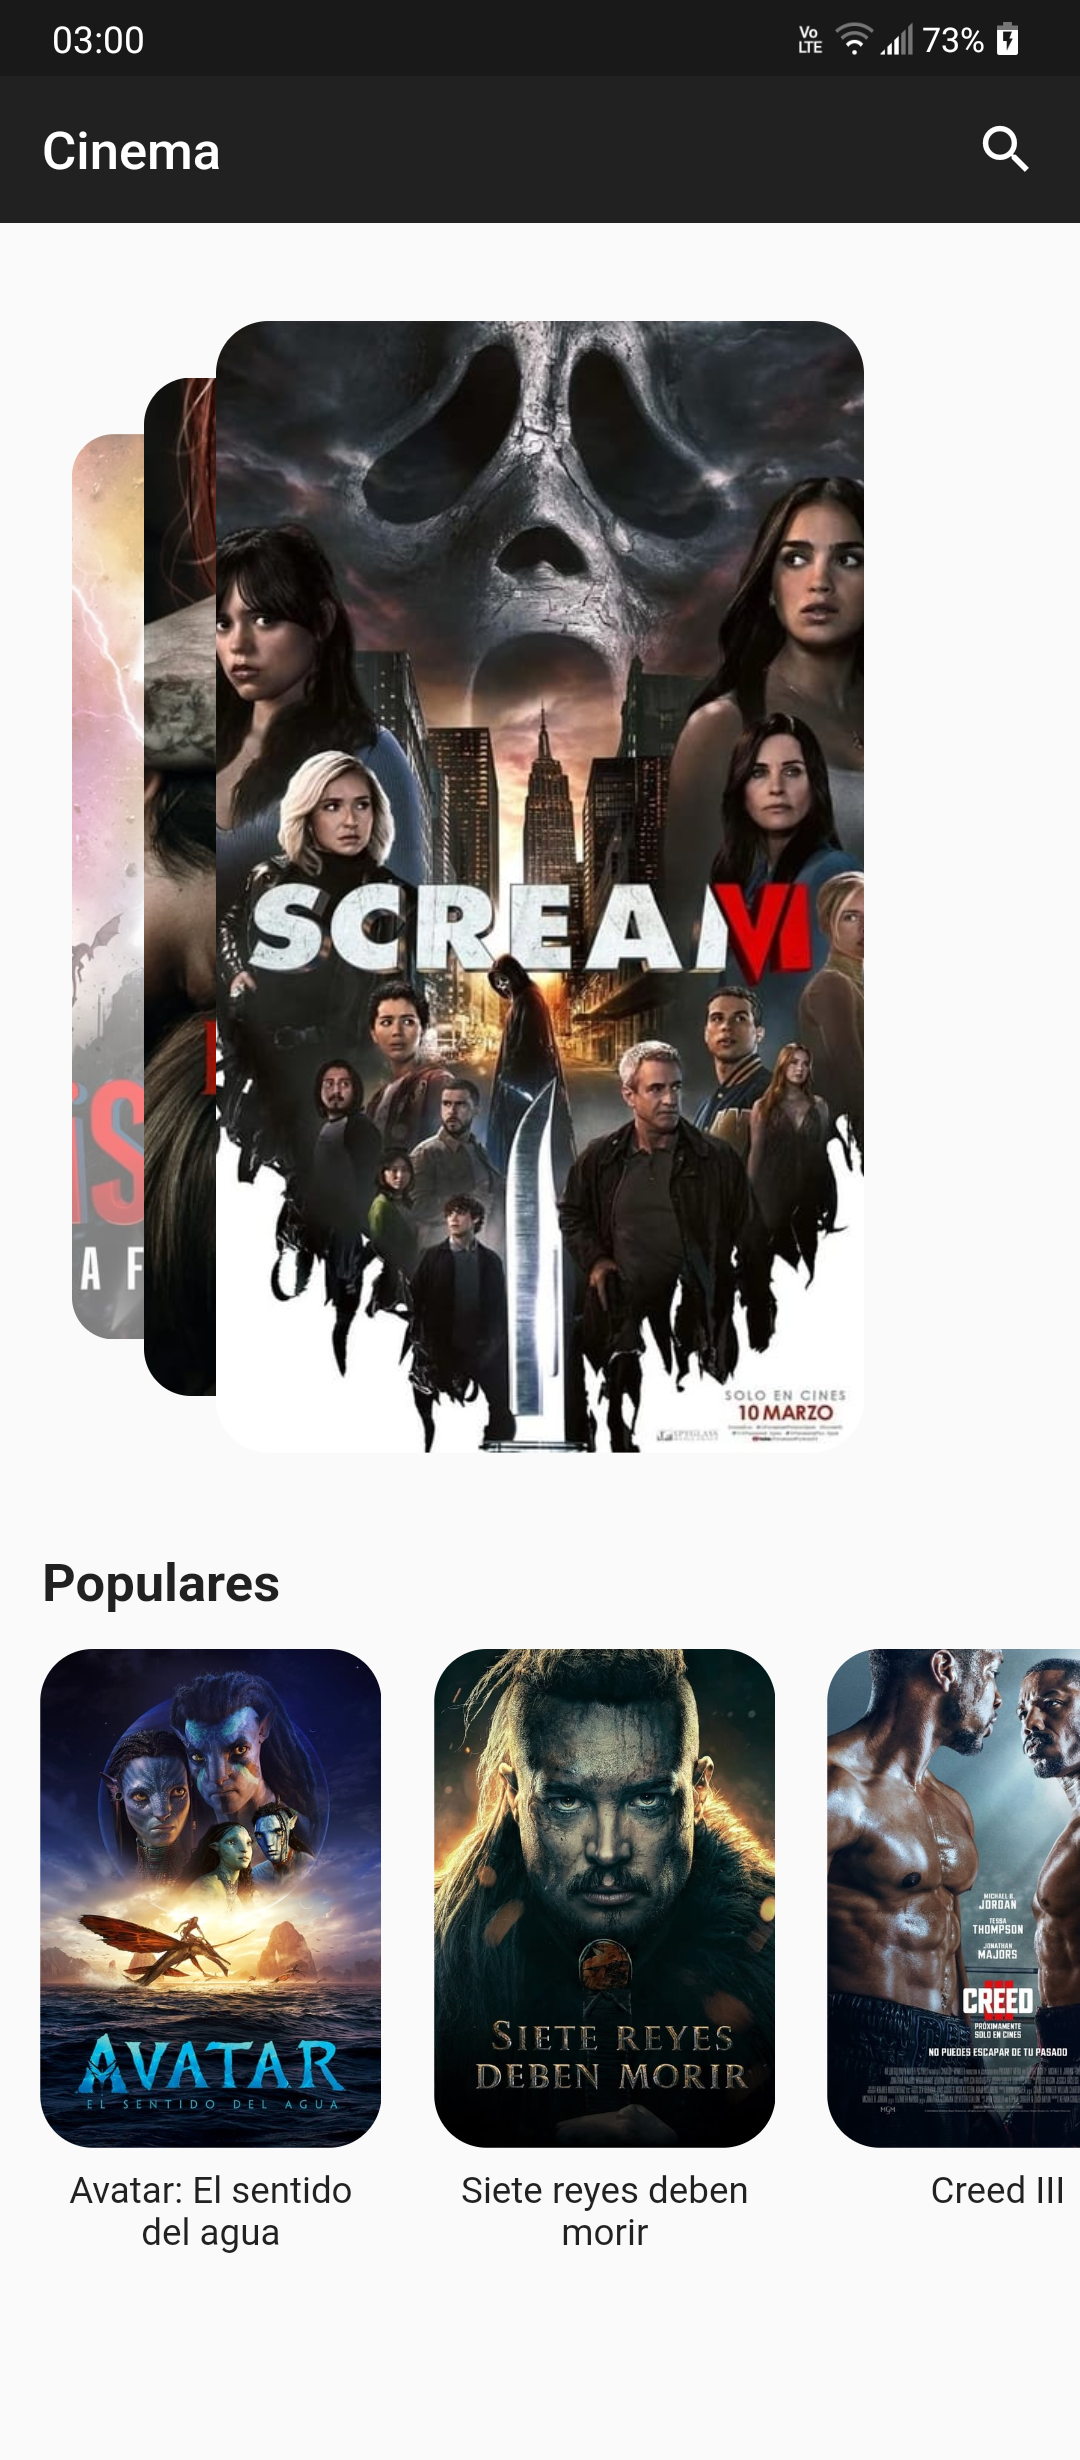 03:00
Vo
LTE
73%
Cinema
iS
A F
SCREAM VI
SOLO EN CINES
10 MARZO
Populares
AVATAR
EL SENTIDO DEL AGUA
SIETE REYES
DEBEN MORIR
MICHAEL B.
JORDAN
TESSA
THOMPSON
JONATHAN
MAJORS
CREED
III
PRÓXIMAMENTE
SOLO EN CINES
NO PUEDES ESCAPAR DE TU PASADO
MGM
Avatar: El sentido
del agua
Siete reyes deben
morir
Creed III